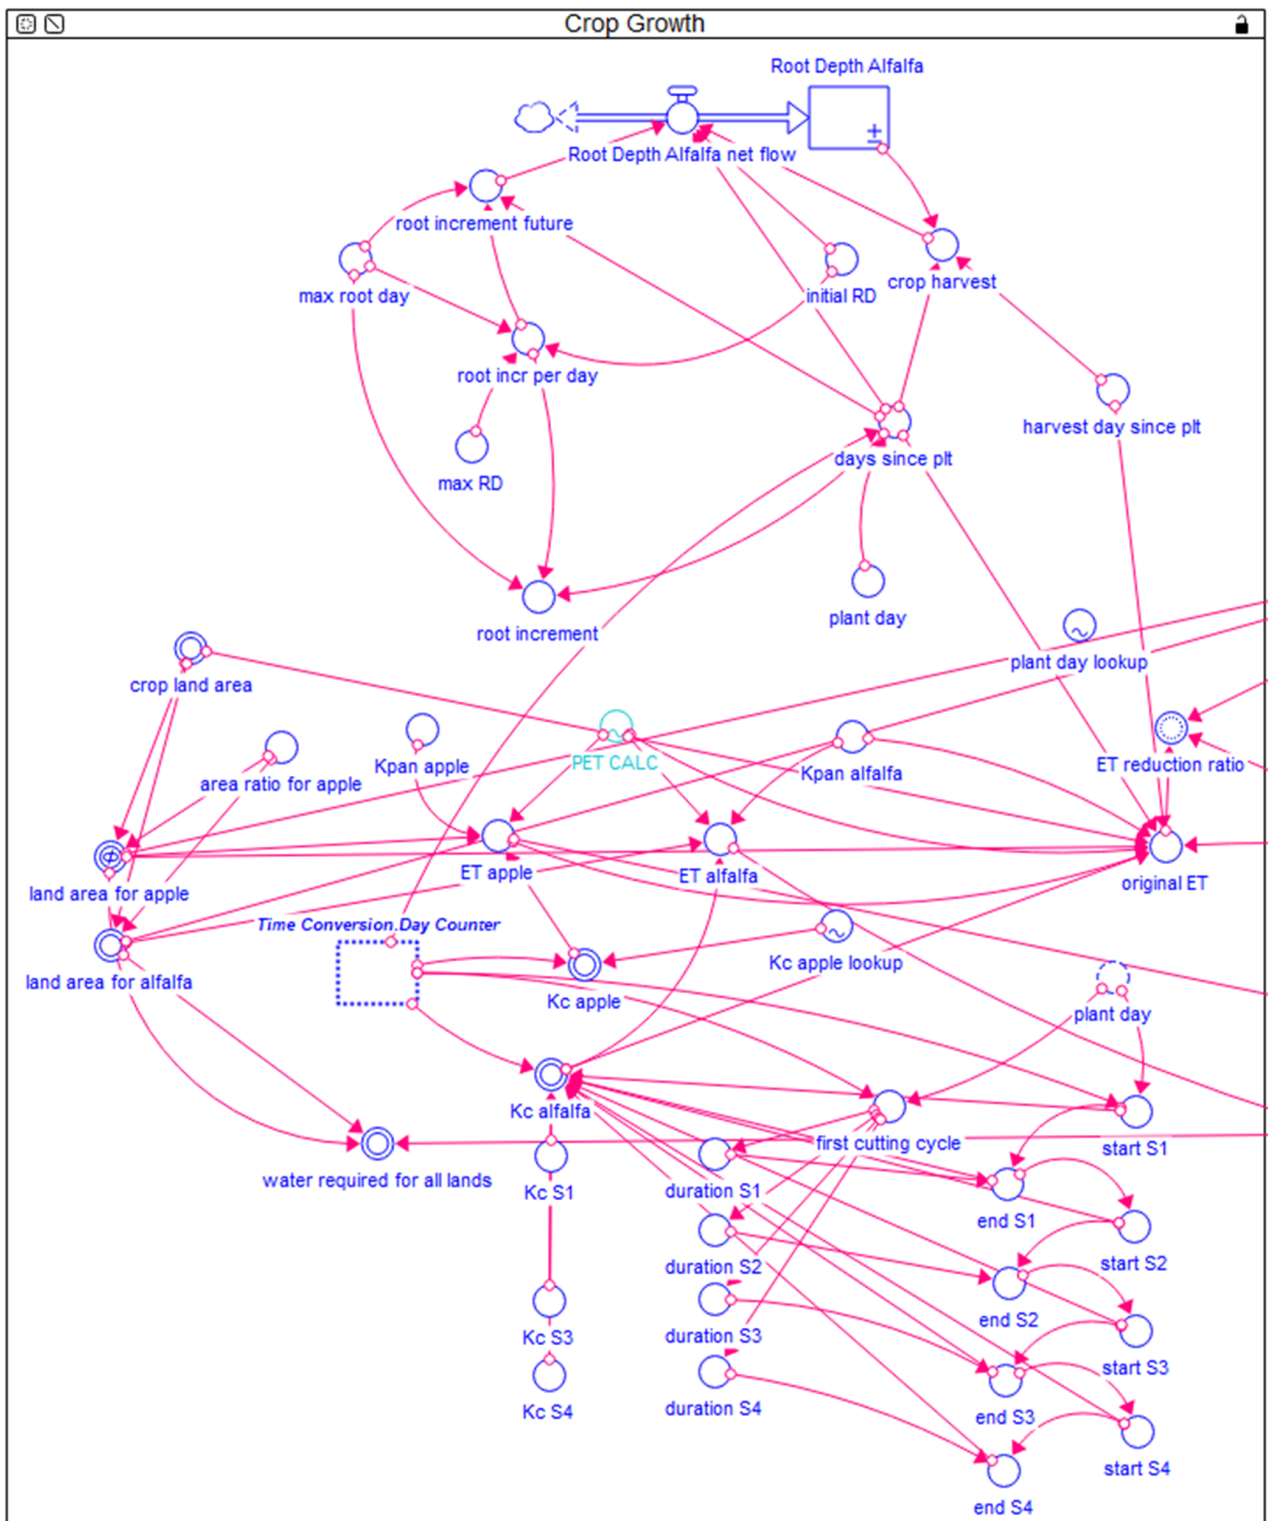 Crop Growth
Root Depth Alfalfa
Root Depth Alfalfa net flow
root increment future
max root day
initial RD
crop harvest
root incr per day
max RD
harvest day since plt
days since plt
plant day
root increment
plant day lookup
crop land area
area ratio for apple
Kpan apple
PET CALC
Kpan alfalfa
ET reduction ratio
land area for apple
ET apple
ET alfalfa
original ET
Time Conversion.Day Counter
land area for alfalfa
Kc apple
Kc apple lookup
plant day
Kc alfalfa
first cutting cycle
start S1
water required for all lands
Kc S1
duration S1
end S1
start S2
duration S2
end S2
Kc S3
duration S3
start S3
Kc S4
duration S4
end S3
start S4
end S4